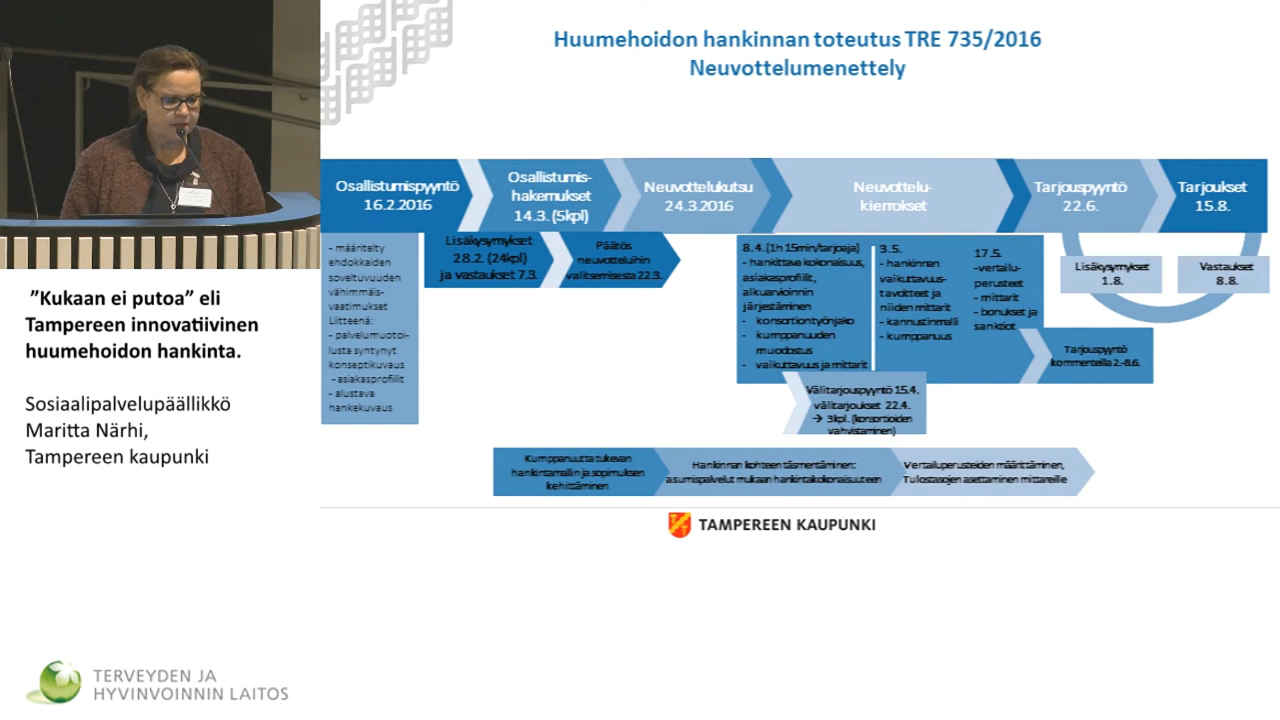 Huumehoidon hankinnan toteutus TRE 735/2016
Neuvottelumenettely
Osallistumispyyntö
16.2.2016
Osallistumis-
hakemukset
14.3. (5kpl)
Neuvottelukutsu
24.3.2016
Neuvottelu-
kierrokset
Tarjouspyyntö
22.6.
Tarjoukset
15.8.
- määritelty
ehdokkaiden
soveltuvuuden
vähimmäis-
vaatimukset
Liitteenä:
- palvelumuotoi-
lusta syntynyt
konseptikuvaus
- asiakasprofiilit
- alustava
hankekuvaus
Lisäkysymykset
28.2. (24kpl)
ja vastaukset 7.3.
Päätös
neuvotteluihin
valitsemisesta 22.3.
8.4. (1h 15min/tarjoaja)
- hankittava kokonaisuus,
asiakasprofiilit,
alkuarvioinnin
järjestäminen
- konsortion työnjako
- kumppanuuden
muodostus
- vaikuttavuus ja mittarit
3.5.
- hankinnan
vaikuttavuus-
tavoitteet ja
niiden mittarit
- kannustinmalli
- kumppanuus
17.5.
-vertailu-
perusteet
- mittarit
- bonukset ja
sanktiot
Lisäkysymykset
1.8.
Vastaukset
8.8.
Tarjouspyyntö
kommenteilla 2.-8.6.
Välitarjouspyyntö 15.4.
välitarjoukset 22.4.
→ 3kpl. (konsortioiden
vahvistaminen)
Kumppanuutta tukevan
hankintamallin ja sopimuksen
kehittäminen
Hankinnan kohteen täsmentäminen:
asumispalvelut mukaan hankintakokonaisuuteen
Vertailuperusteiden määrittäminen,
Tulostasojen asettaminen mittareille
TAMPEREEN KAUPUNKI
”Kukaan ei putoa” eli
Tampereen innovatiivinen
huumehoidon hankinta.
Sosiaalipalvelupäällikkö
Maritta Närhi,
Tampereen kaupunki
TERVEYDEN JA
HYVINVOINNIN LAITOS